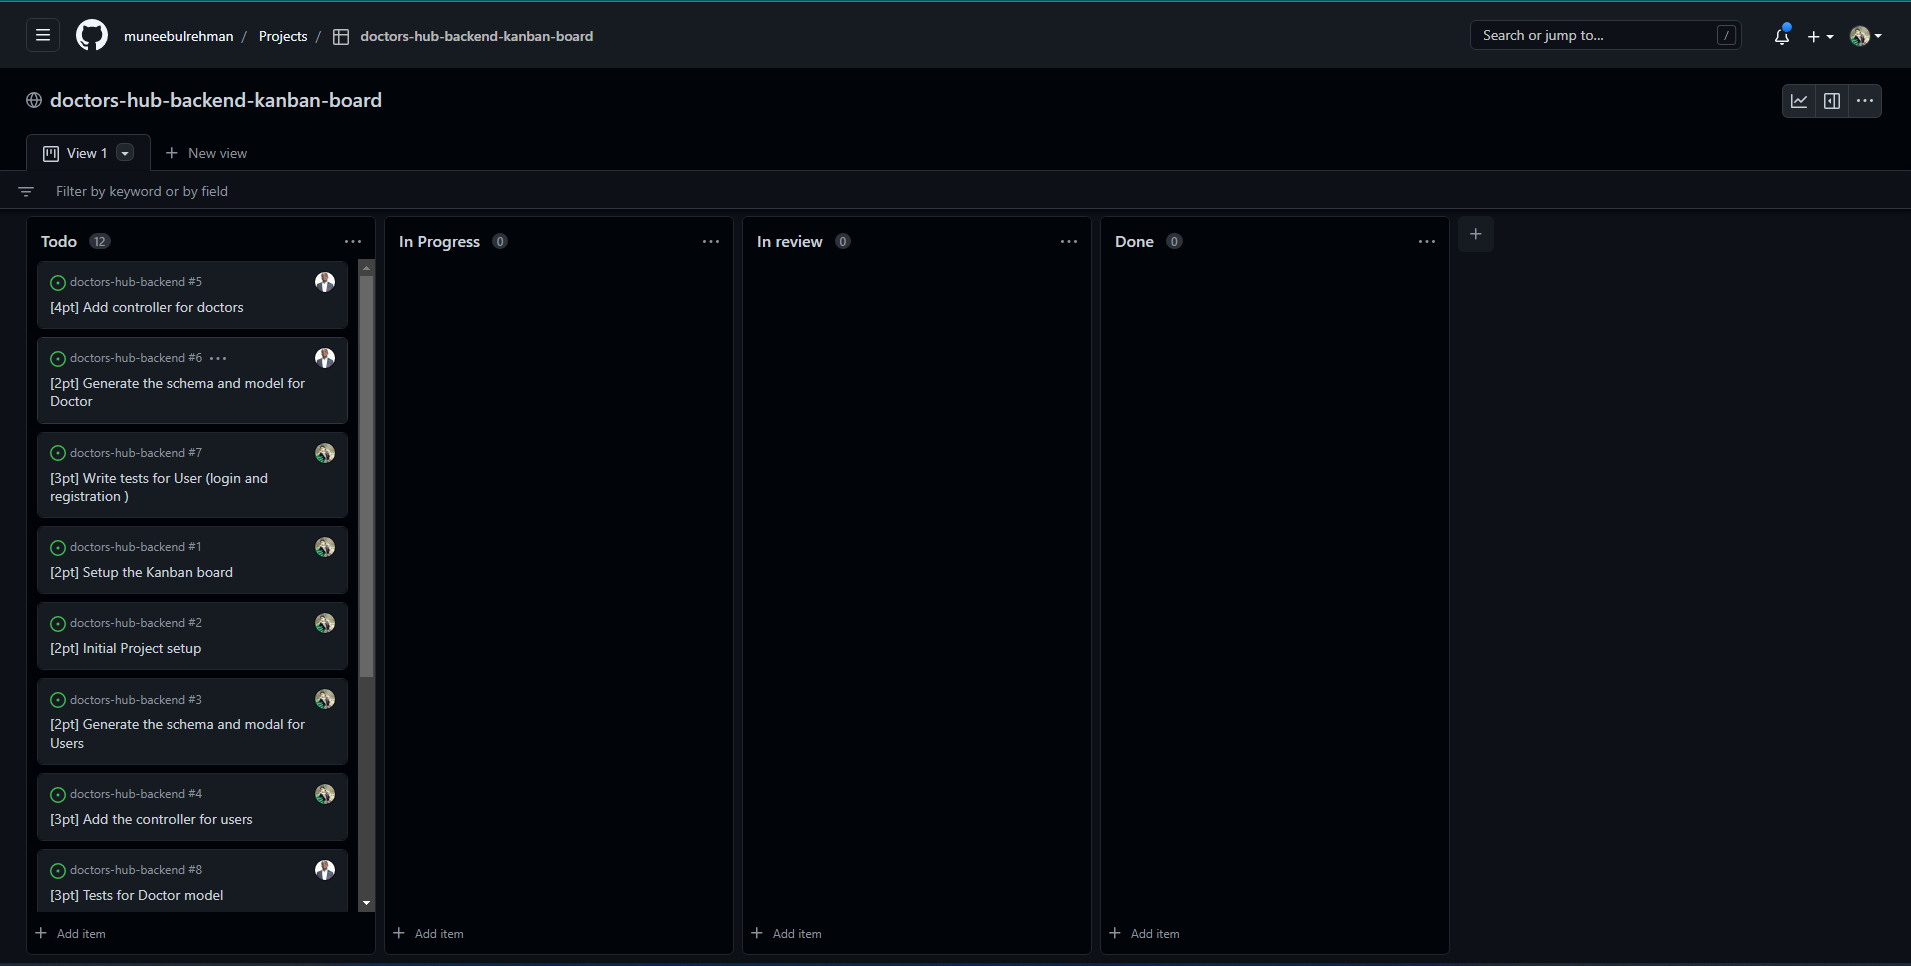 muneebulrehman / Projects / doctors-hub-backend-kanban-board
Search or jump to... /
doctors-hub-backend-kanban-board
View 1
New view
Filter by keyword or by field
Todo 12
doctors-hub-backend #5
[4pt] Add controller for doctors
doctors-hub-backend #6
[2pt] Generate the schema and model for
Doctor
doctors-hub-backend #7
[3pt] Write tests for User (login and
registration )
doctors-hub-backend #1
[2pt] Setup the Kanban board
doctors-hub-backend #2
[2pt] Initial Project setup
doctors-hub-backend #3
[2pt] Generate the schema and modal for
Users
doctors-hub-backend #4
[3pt] Add the controller for users
doctors-hub-backend #8
[3pt] Tests for Doctor model
Add item
In Progress 0
Add item
In review 0
Add item
Done 0
Add item